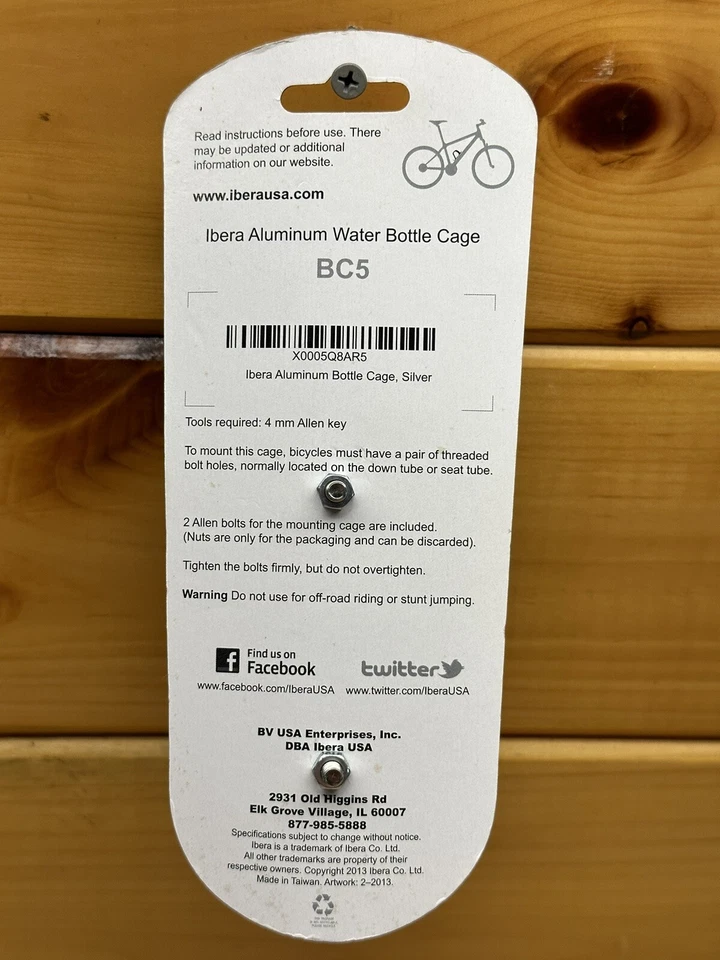 Read instructions before use. There
may be updated or additional
information on our website.
www.iberausa.com
Ibera Aluminum Water Bottle Cage
BC5
X0005Q8AR5
Ibera Aluminum Bottle Cage, Silver
Tools required: 4 mm Allen key
To mount this cage, bicycles must have a pair of threaded
bolt holes, normally located on the down tube or seat tube.
2 Allen bolts for the mounting cage are included.
(Nuts are only for the packaging and can be discarded).
Tighten the bolts firmly, but do not overtighten.
Warning Do not use for off-road riding or stunt jumping.
f Find us on
Facebook
twitter
www.facebook.com/IberaUSA www.twitter.com/IberaUSA
BV USA Enterprises, Inc.
DBA Ibera USA
2931 Old Higgins Rd
Elk Grove Village, IL 60007
877-985-5888
Specifications subject to change without notice.
Ibera is a trademark of Ibera Co. Ltd.
All other trademarks are property of their
respective owners. Copyright 2013 Ibera Co. Ltd.
Made in Taiwan. Artwork: 2–2013.